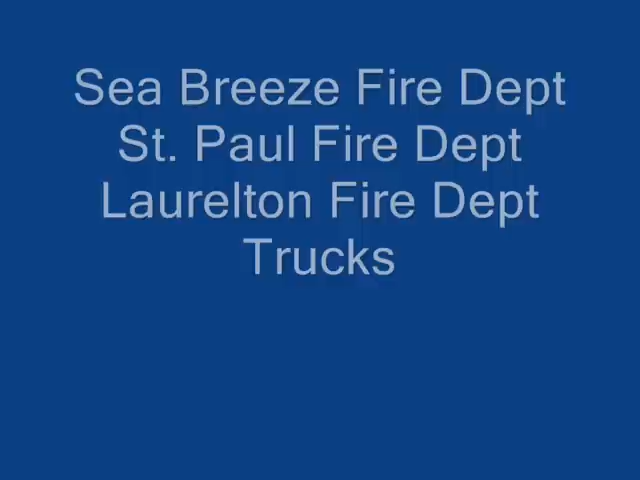 Sea Breeze Fire Dept
St. Paul Fire Dept
Laurelton Fire Dept
Trucks